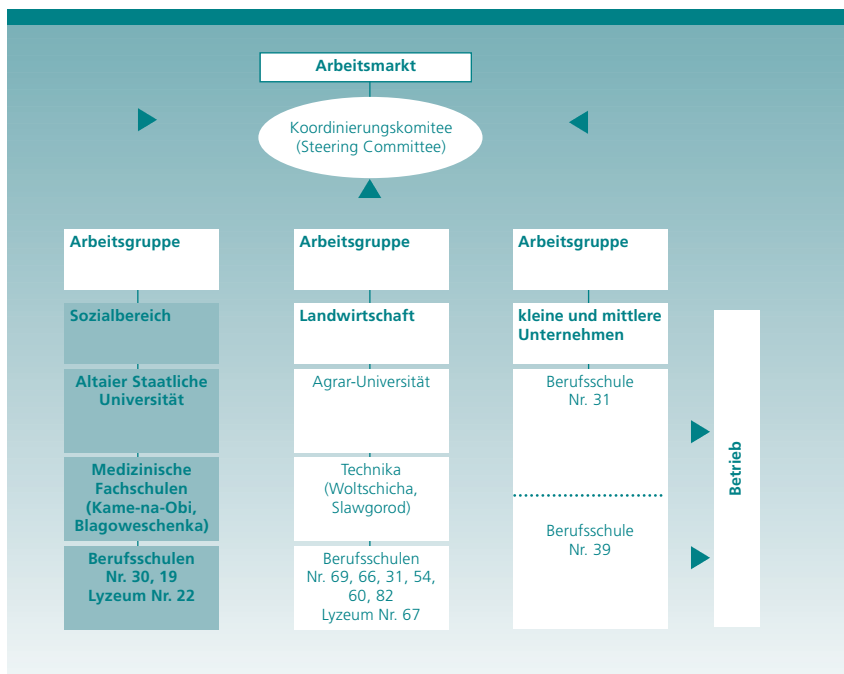 Arbeitsmarkt
Koordinierungskomitee
(Steering Committee)
Arbeitsgruppe
Sozialbereich
Altaier Staatliche
Universität
Medizinische
Fachschulen
(Kame-na-Obi,
Blagoweschenka)
Berufsschulen
Nr. 30, 19
Lyzeum Nr. 22
Arbeitsgruppe
Landwirtschaft
Agrar-Universität
Technika
(Woltschicha,
Slawgorod)
Berufsschulen
Nr. 69, 66, 31, 54,
60, 82
Lyzeum Nr. 67
Arbeitsgruppe
kleine und mittlere
Unternehmen
Berufsschule
Nr. 31
Berufsschule
Nr. 39
Betrieb